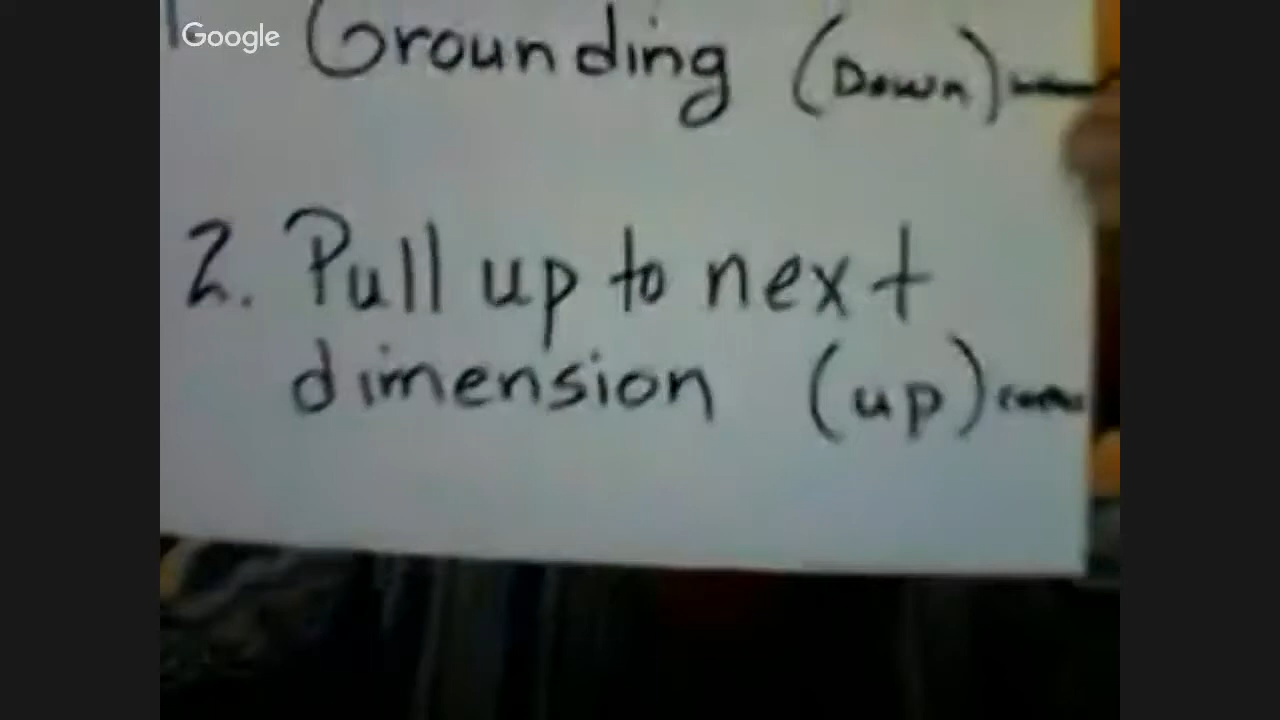 Google
Grounding (Down)
2. Pull up to next
dimension (up)